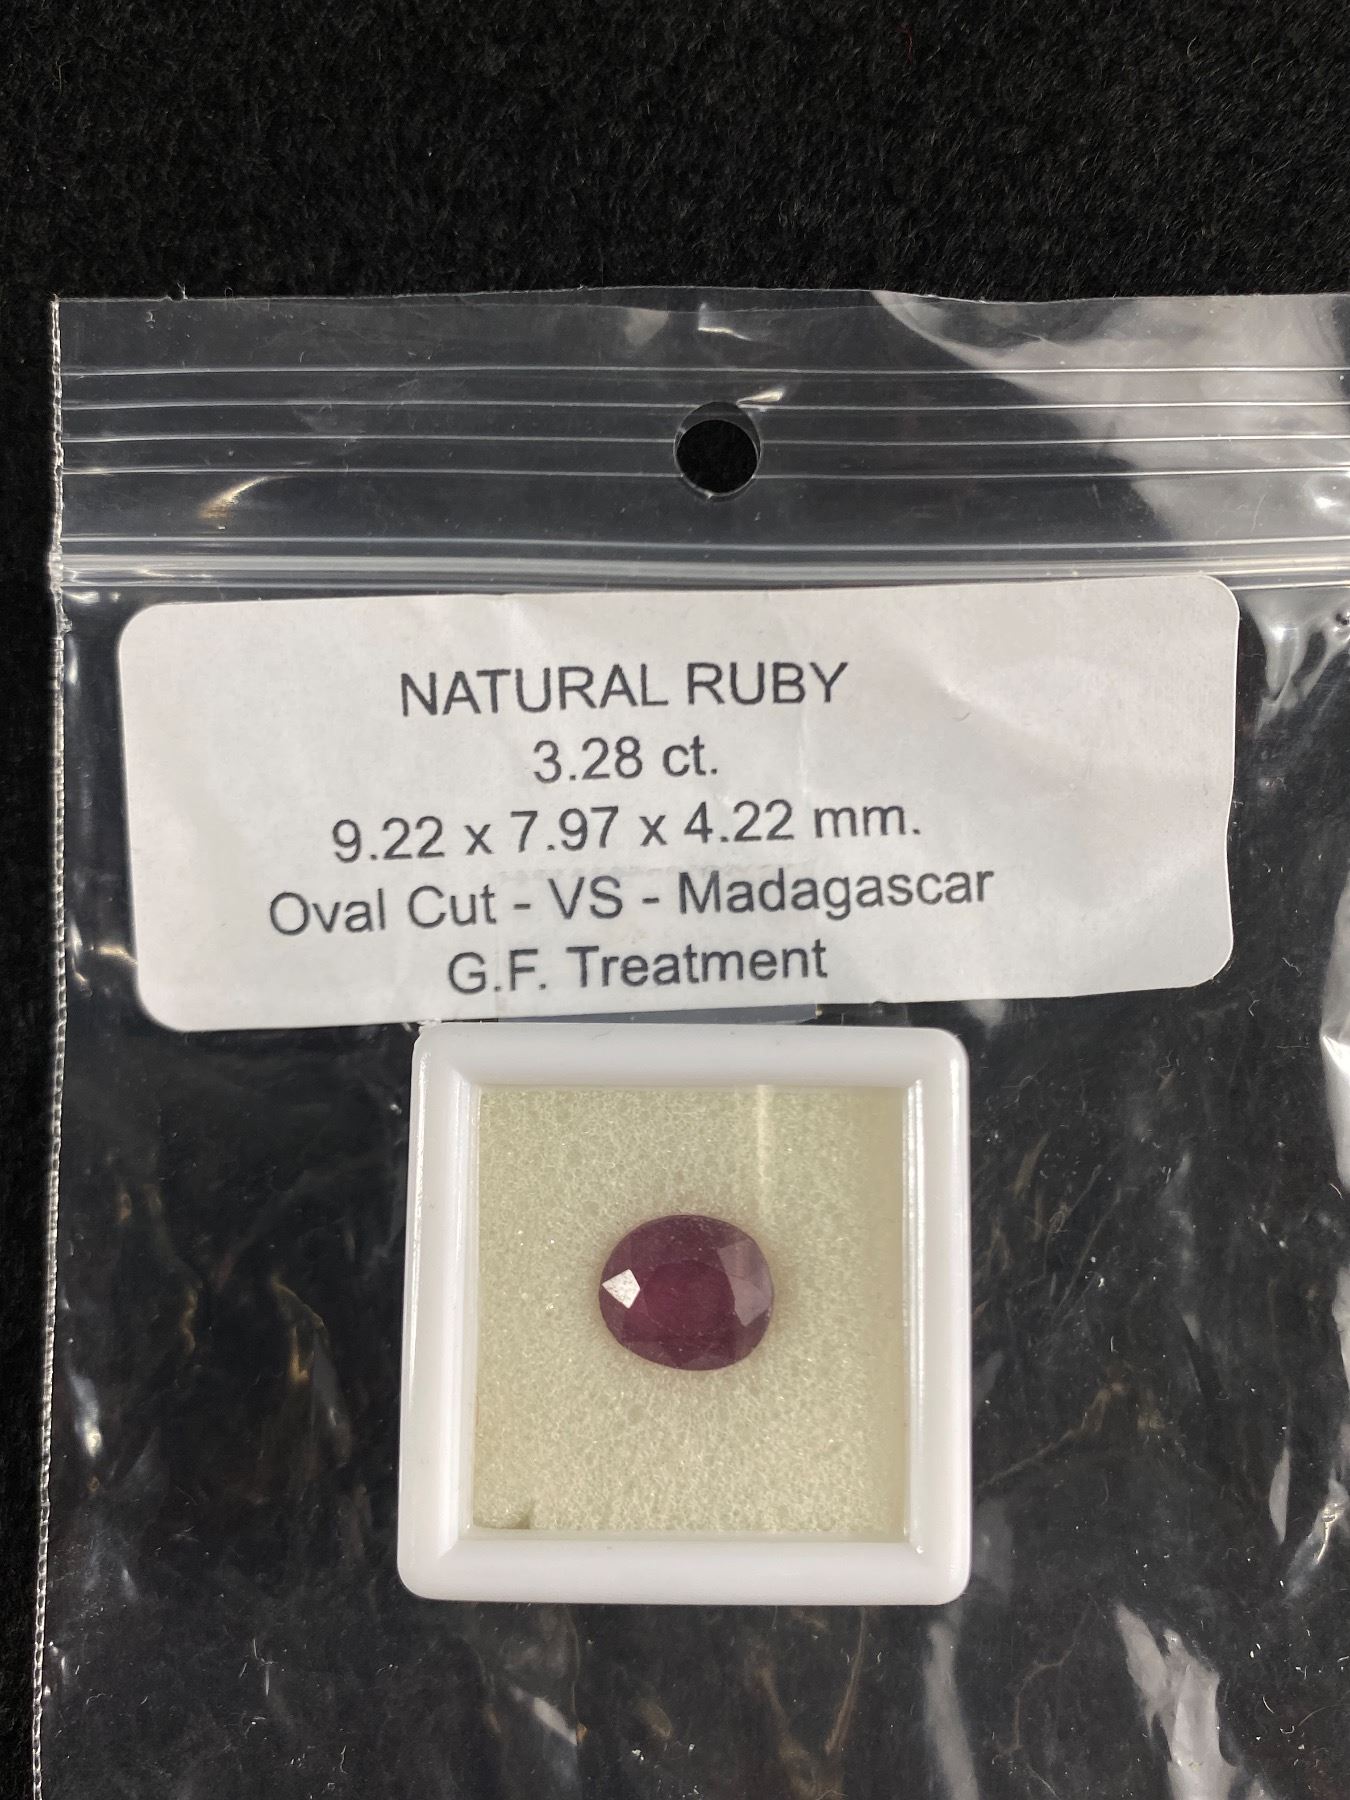 NATURAL RUBY
3.28 ct.
9.22 x 7.97 x 4.22 mm.
Oval Cut - VS - Madagascar
G.F. Treatment